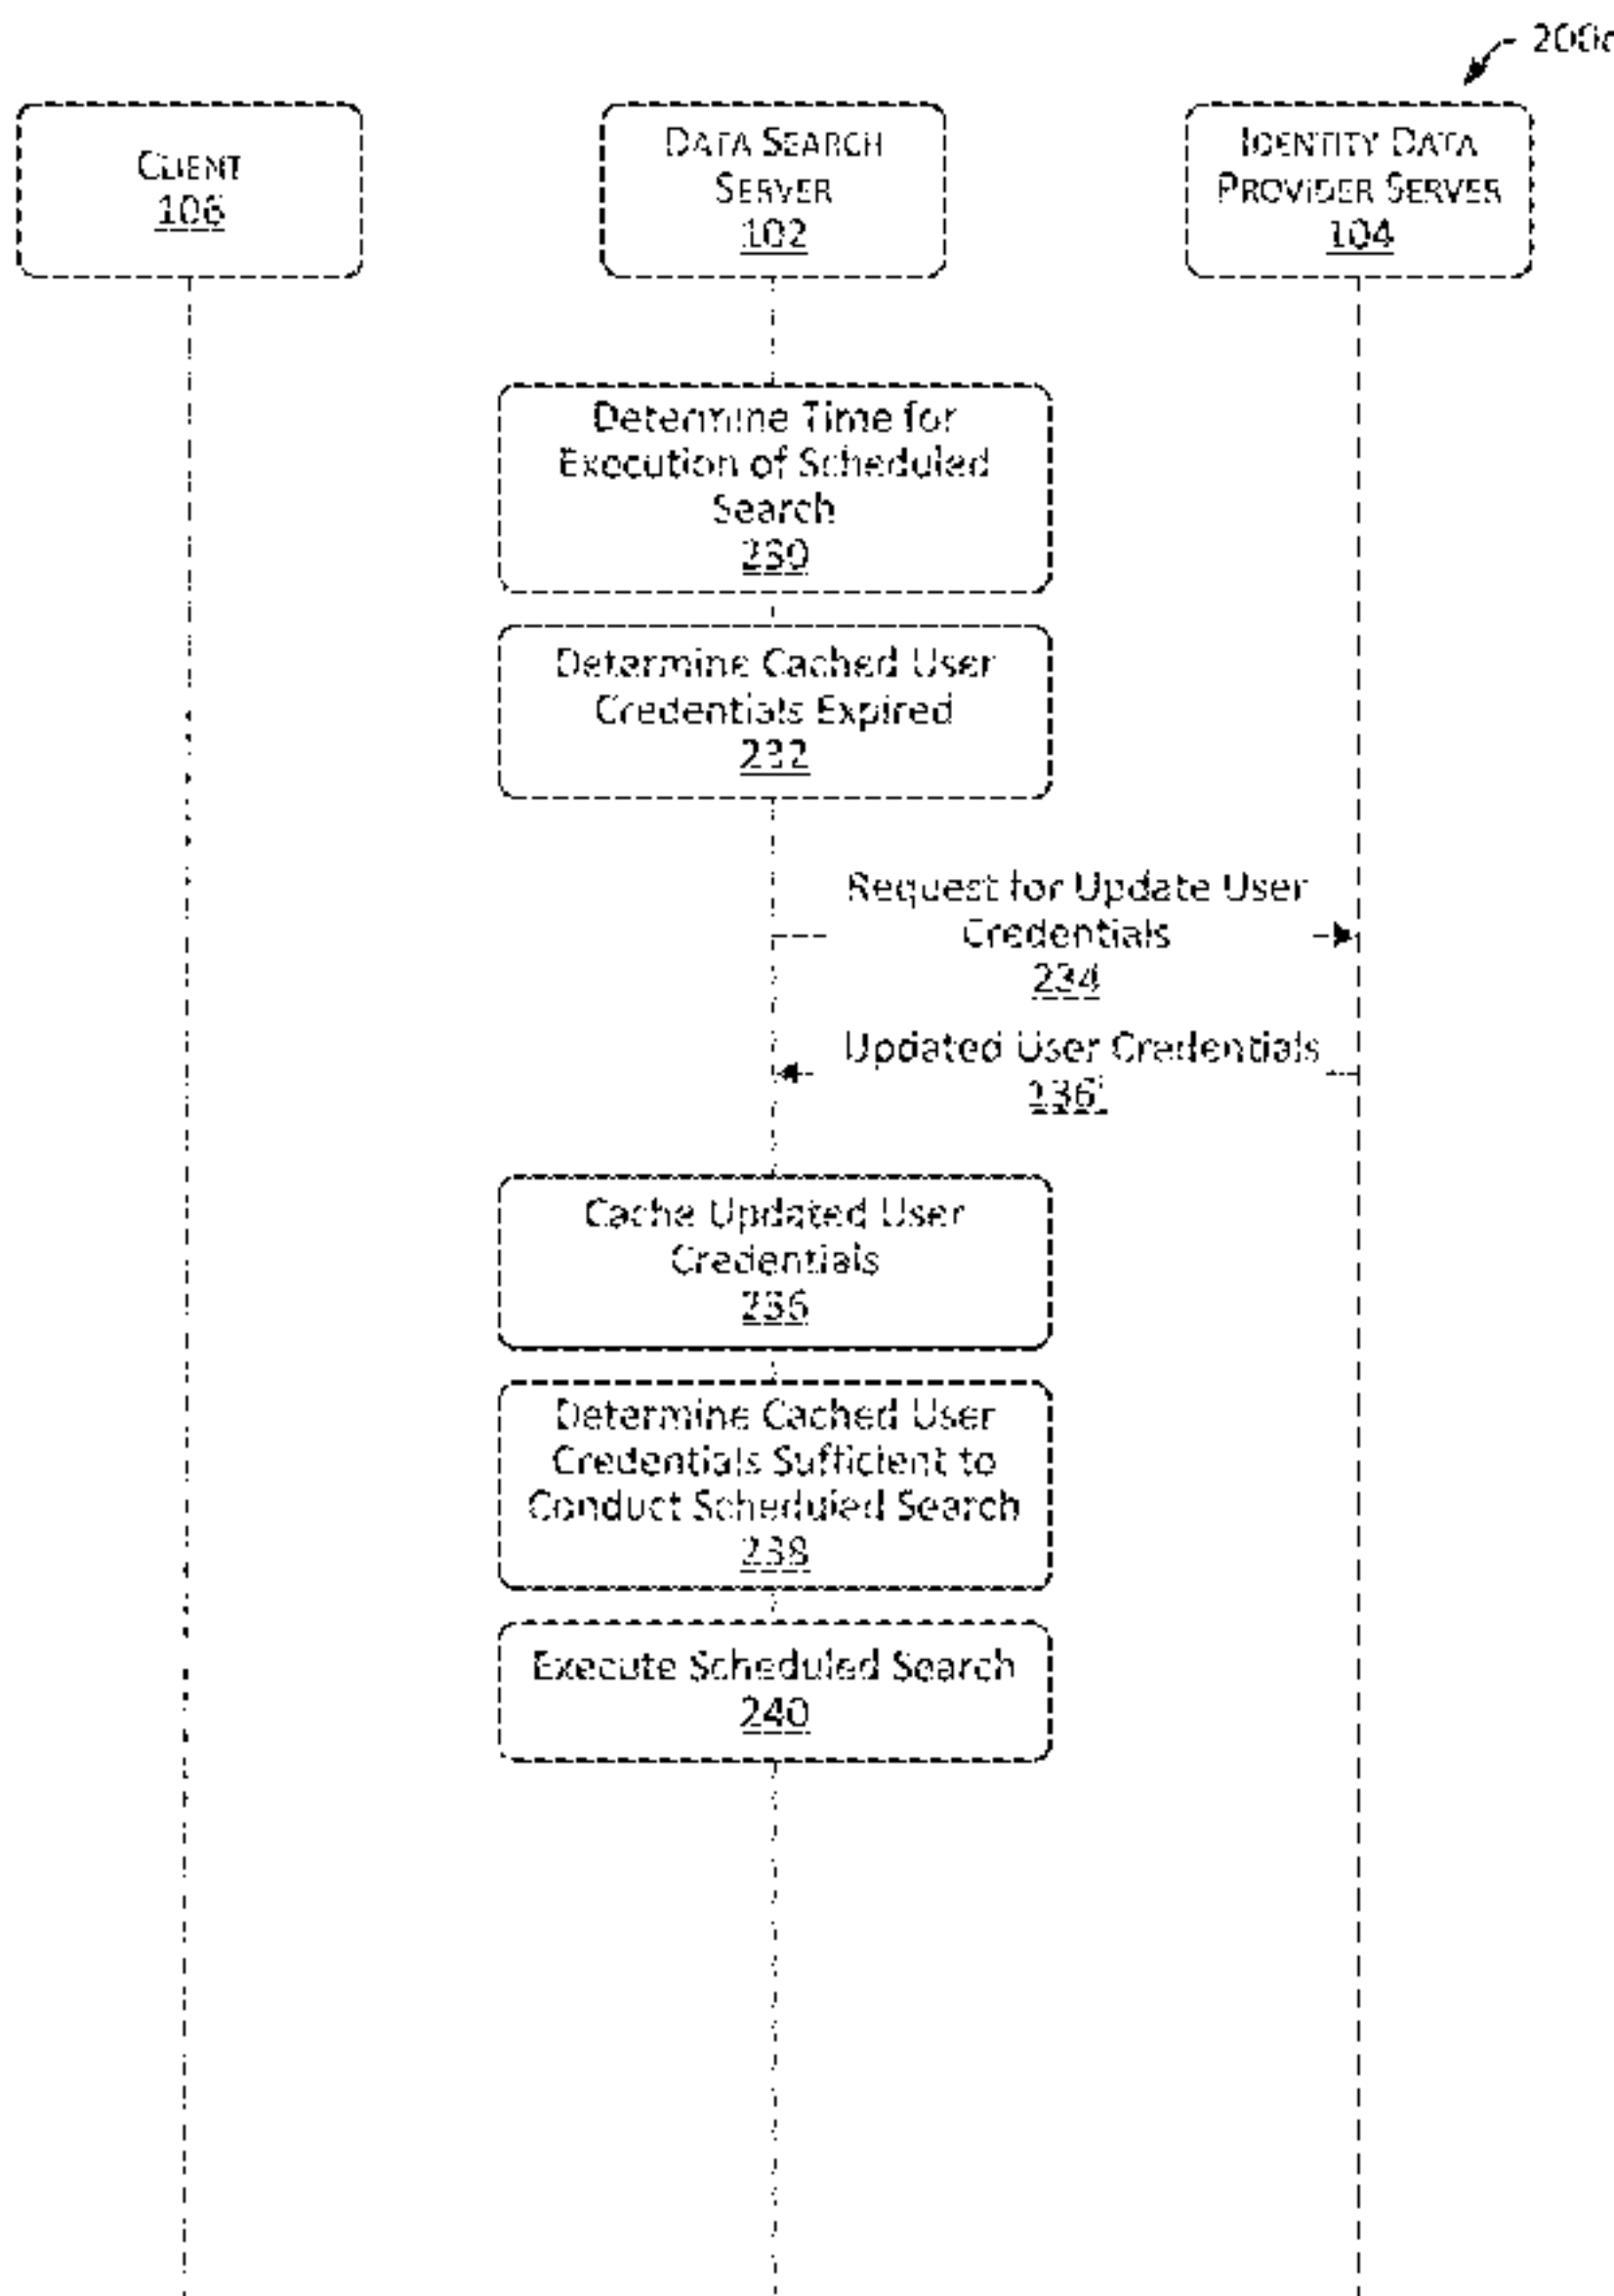 CLIENT
106
DATA SEARCH
SERVER
102
IDENTITY DATA
PROVIDER SERVER
104
Determine Time for
Execution of Scheduled
Search
230
Determine Cached User
Credentials Expired
232
Request for Update User
Credentials
234
Updated User Credentials
136'
Cache Updated User
Credentials
236
Determine Cached User
Credentials Sufficient to
Conduct Scheduled Search
238
Execute Scheduled Search
240